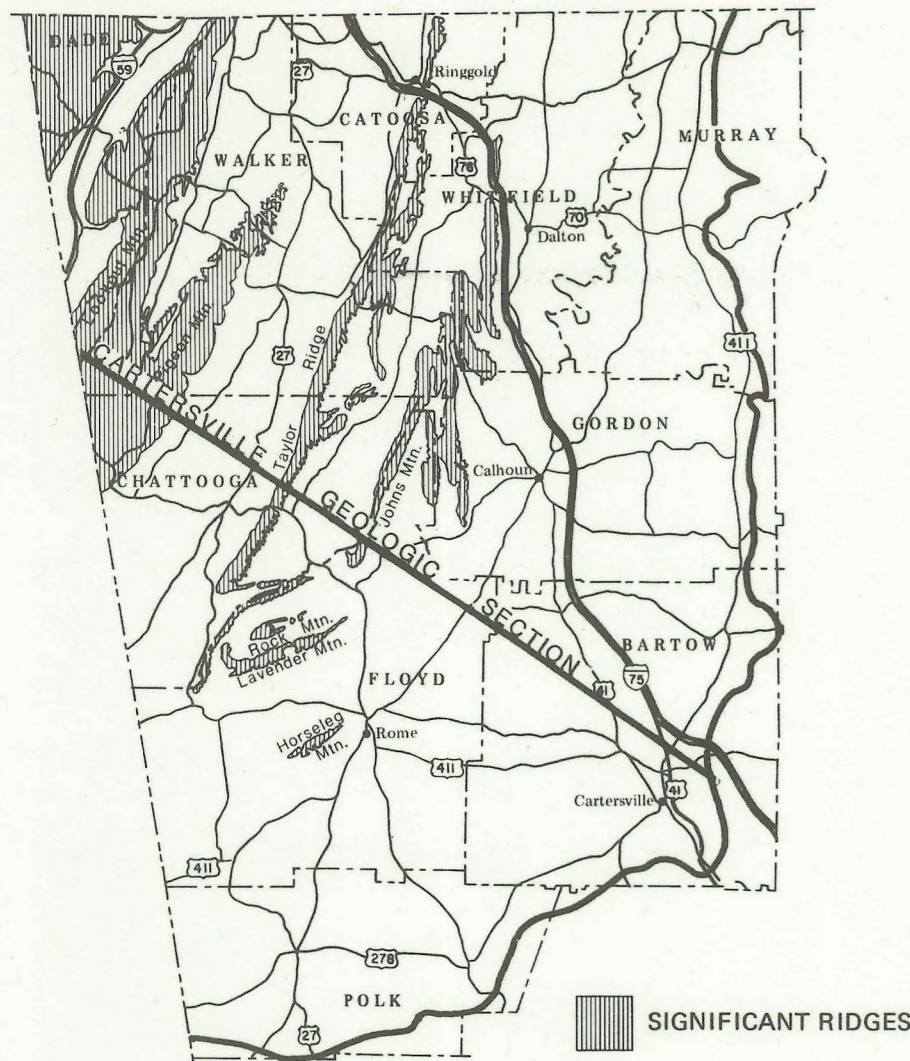 DADE
59
27
Ringgold
CATOOSA
MURRAY
WALKER
76
WHITFIELD
70
Dalton
Lookout Mtn.
Pigeon Mtn.
27
Ridge
Taylor
411
CARTERSVILLE
GORDON
CHATTOOGA
Calhoun
Johns Mtn.
GEOLOGIC
SECTION
Rock Mtn.
Lavender Mtn.
BARTOW
75
FLOYD
41
Horseleg
Mtn.
Rome
411
41
Cartersville
411
278
POLK
27
SIGNIFICANT RIDGES